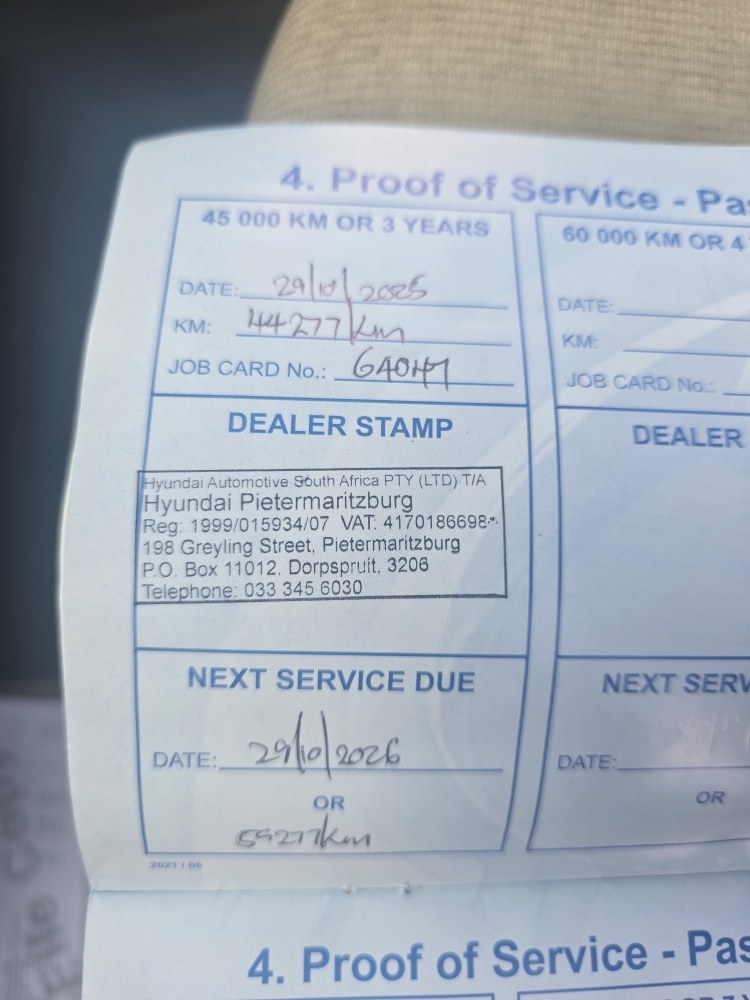 4. Proof of Service - Pas
45 000 KM OR 3 YEARS
DATE: 29/10/2025
KM: 44277km
JOB CARD No.:
DEALER STAMP
Hyundai Automotive South Africa PTY (LTD) T/A
Hyundai Pietermaritzburg
Reg: 1999/015934/07 VAT: 4170186698
198 Greyling Street, Pietermaritzburg
P.O. Box 11012, Dorpspruit, 3206
Telephone: 033 345 6030
NEXT SERVICE DUE
DATE: 29/10/2026
OR
59277km
2021 / 06
60 000 KM OR 4
DATE:
KM:
JOB CARD No.:
DEALER
NEXT SERV
DATE:
OR
4. Proof of Service - Pas